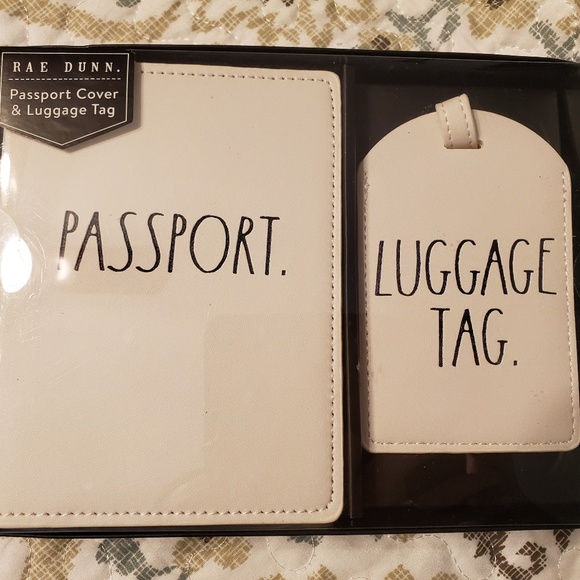 RAE DUNN.
Passport Cover
& Luggage Tag
PASSPORT.
LUGGAGE
TAG.